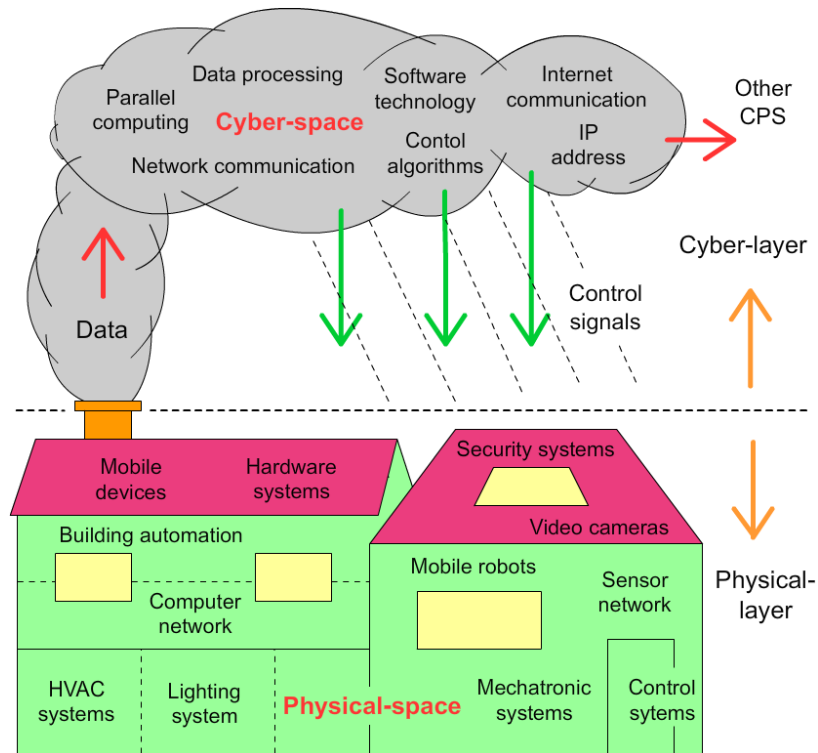 Data processing
Parallel
computing
Cyber-space
Software
technology
Internet
communication
Network communication
Contol
algorithms
IP
address
Other
CPS
Data
Control
signals
Cyber-layer
Mobile
devices
Hardware
systems
Security systems
Video cameras
Building automation
Computer
network
Mobile robots
Sensor
network
Physical-
layer
HVAC
systems
Lighting
system
Physical-space
Mechatronic
systems
Control
sytems